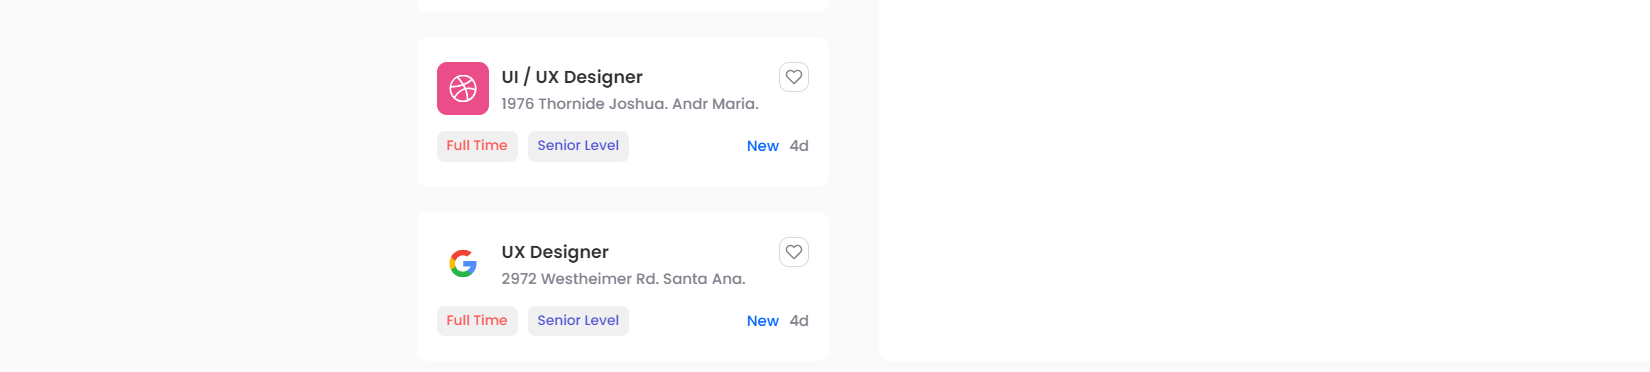 UI / UX Designer
1976 Thornide Joshua. Andr Maria.
Full Time Senior Level New 4d
UX Designer
2972 Westheimer Rd. Santa Ana.
Full Time Senior Level New 4d